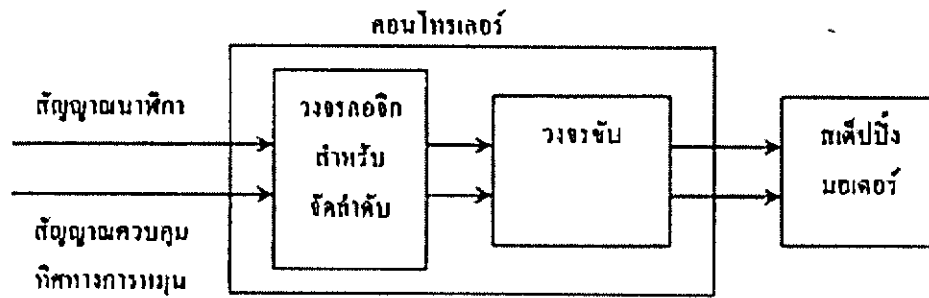 คอนโทรเลอร์
สัญญาณนาฬิกา
วงจรลอจิก
สำหรับ
จัดลำดับ
วงจรขับ
สเต็ปปิ้ง
มอเตอร์
สัญญาณควบคุม
ทิศทางการหมุน